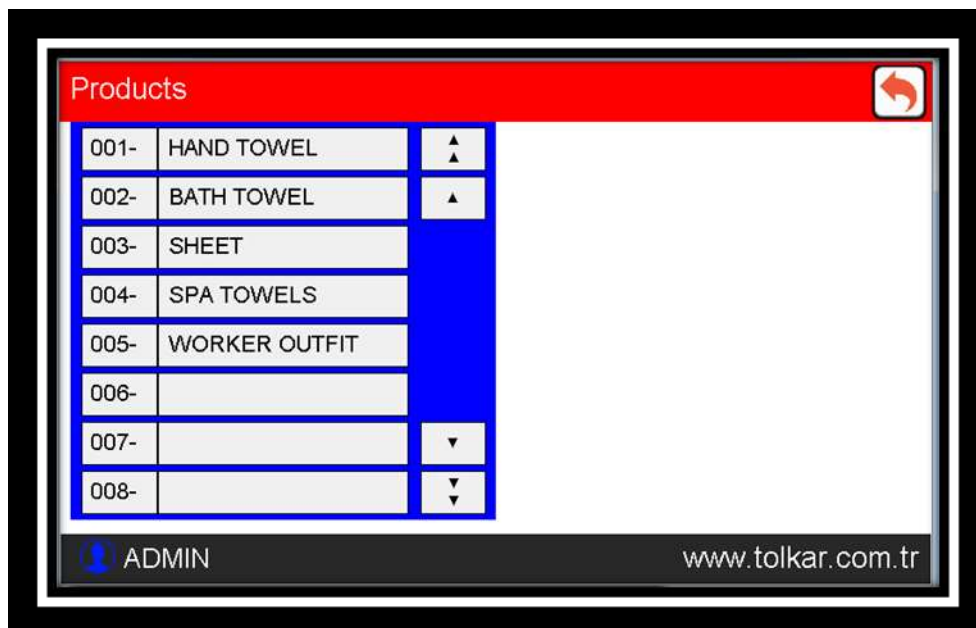 Products
001- HAND TOWEL
002- BATH TOWEL
003- SHEET
004- SPA TOWELS
005- WORKER OUTFIT
006-
007-
008-
ADMIN www.tolkar.com.tr